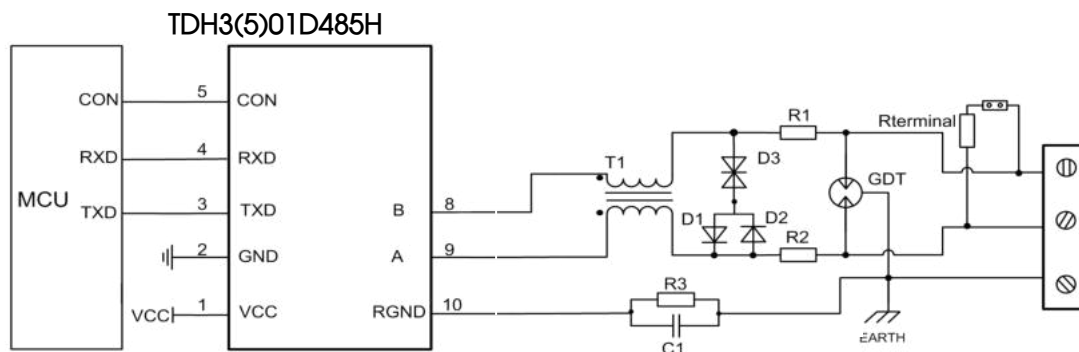 TDH3(5)01D485H
CON 5 CON
RXD 4 RXD
MCU
TXD 3 TXD
2 GND
VCC 1 VCC
B 8
A 9
RGND 10
T1
D3
D1 D2
R1
R2
GDT
Rterminal
R3
C1
EARTH